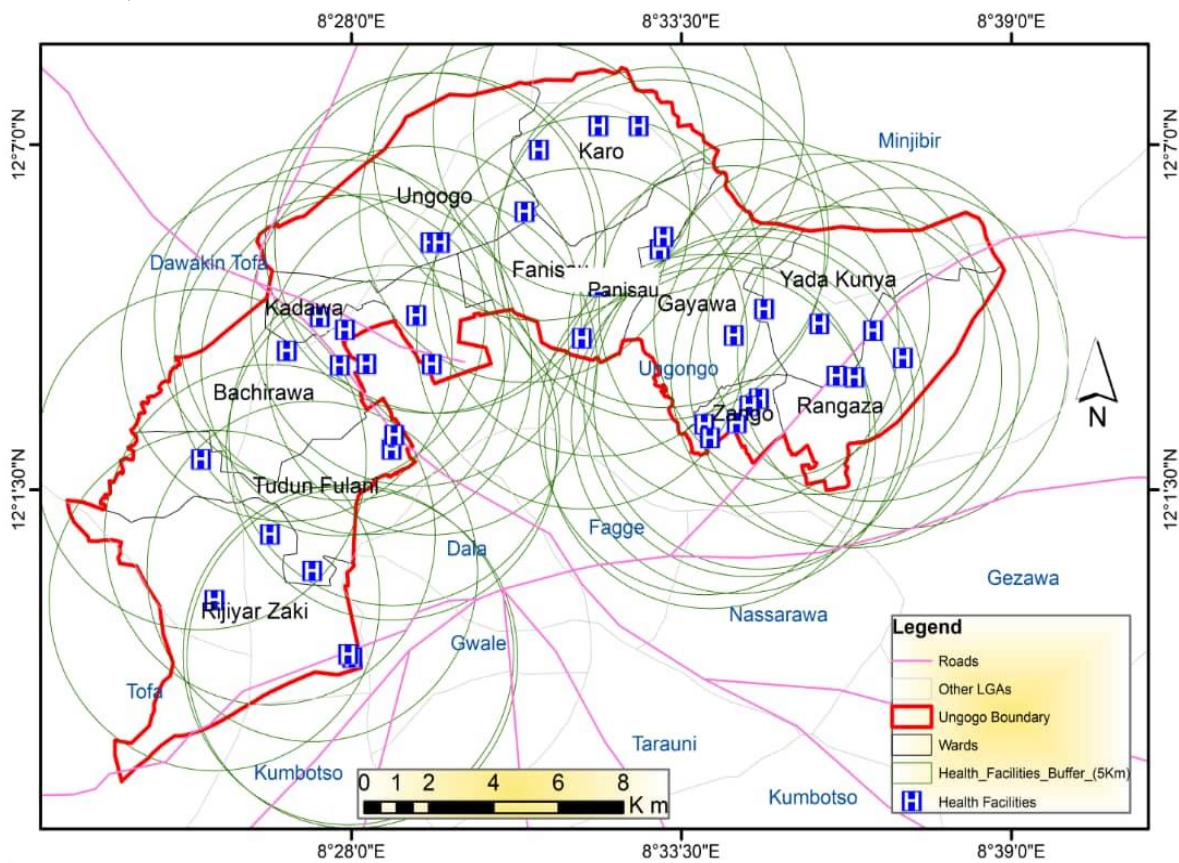 8°28'0"E
8°33'30"E
8°39'0"E
12°7'0"N
12°7'0"N
Minjibir
Karo
Ungogo
Dawakin Tofa
Panisau
Yada Kunya
Gayawa
Kadawa
Ungongo
Bachirawa
Zango
Rangaza
N
12°1'30"N
12°1'30"N
Tudun Fulani
Fagge
Dala
Gezawa
Nassarawa
Rijiyar Zaki
Gwale
Tofa
Tarauni
Kumbotso
Kumbotso
Legend
Roads
Other LGAs
Ungogo Boundary
Wards
Health_Facilities_Buffer_(5Km)
H Health Facilities
0 1 2 4 6 8
K m
8°28'0"E
8°33'30"E
8°39'0"E